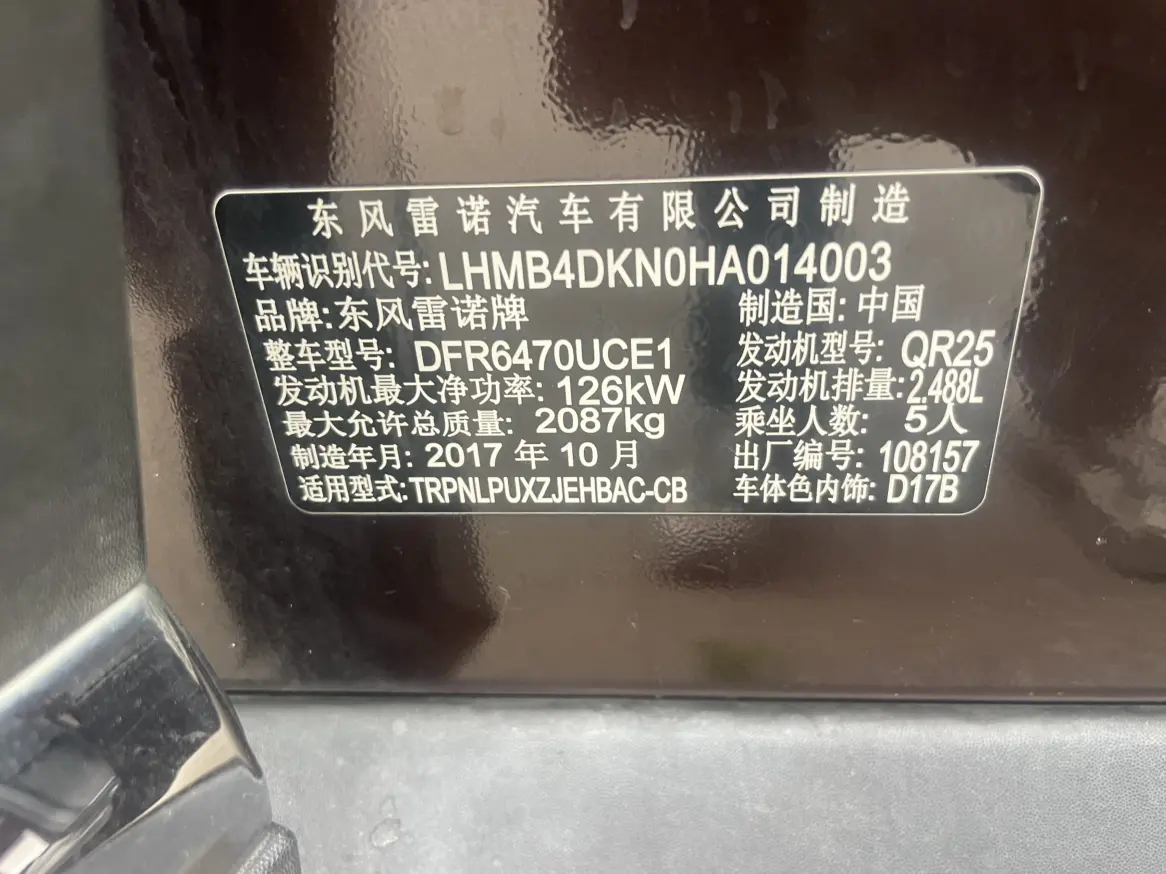 东风雷诺汽车有限公司制造
车辆识别代号: LHMB4DKN0HA014003
品牌: 东风雷诺牌 制造国: 中国
整车型号: DFR6470UCE1 发动机型号: QR25
发动机最大净功率: 126kW 发动机排量: 2.488L
最大允许总质量: 2087kg 乘坐人数: 5人
制造年月: 2017 年 10 月 出厂编号: 108157
适用型式: TRPNLPUXZJEHBAC-CB 车体色内饰: D17B